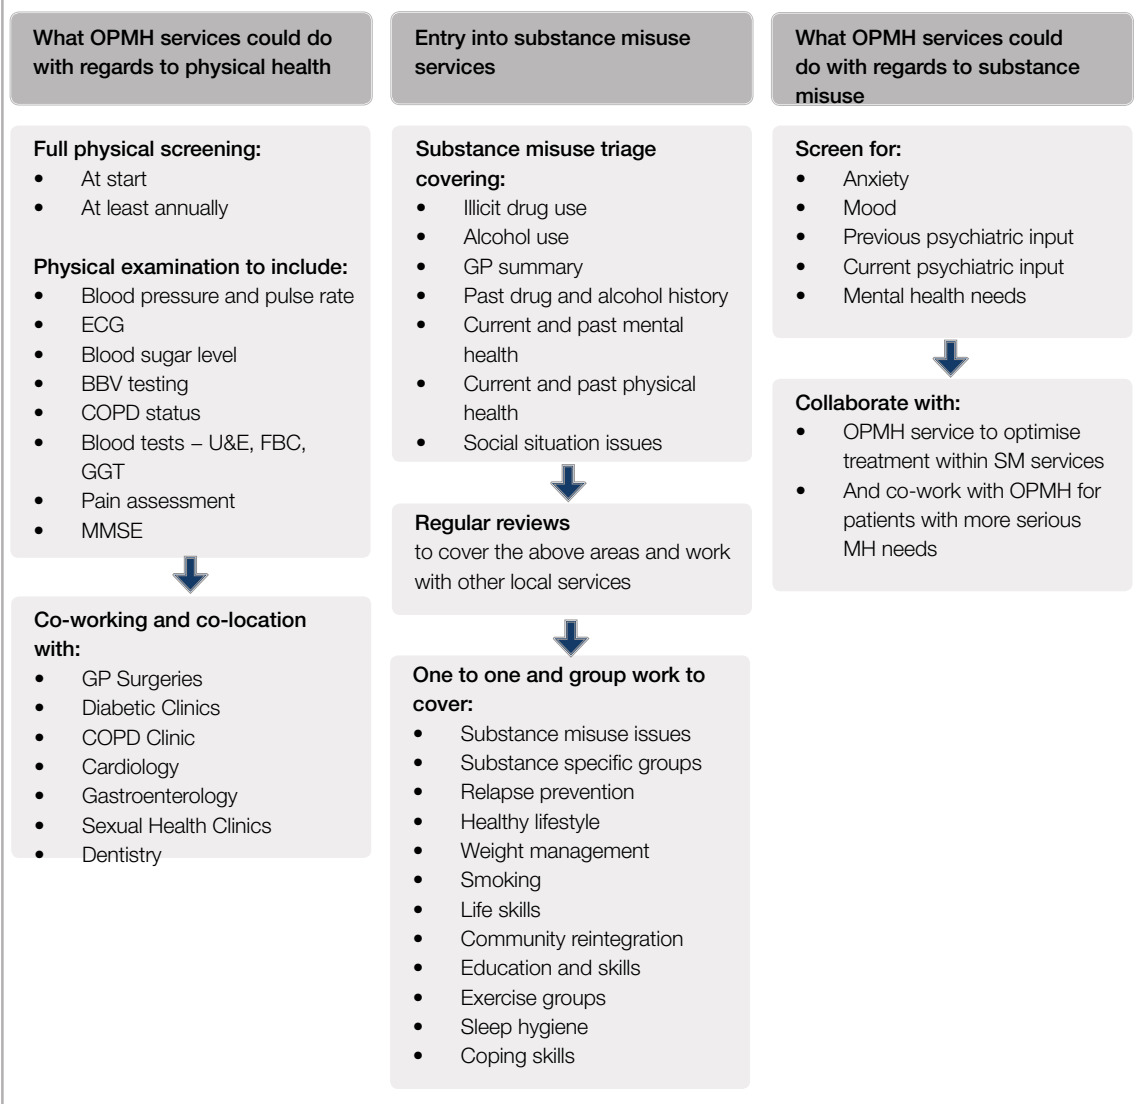 What OPMH services could do
with regards to physical health
Full physical screening:
• At start
• At least annually
Physical examination to include:
• Blood pressure and pulse rate
• ECG
• Blood sugar level
• BBV testing
• COPD status
• Blood tests – U&E, FBC,
GGT
• Pain assessment
• MMSE
Co-working and co-location
with:
• GP Surgeries
• Diabetic Clinics
• COPD Clinic
• Cardiology
• Gastroenterology
• Sexual Health Clinics
• Dentistry
Entry into substance misuse
services
Substance misuse triage
covering:
• Illicit drug use
• Alcohol use
• GP summary
• Past drug and alcohol history
• Current and past mental
health
• Current and past physical
health
• Social situation issues
Regular reviews
to cover the above areas and work
with other local services
One to one and group work to
cover:
• Substance misuse issues
• Substance specific groups
• Relapse prevention
• Healthy lifestyle
• Weight management
• Smoking
• Life skills
• Community reintegration
• Education and skills
• Exercise groups
• Sleep hygiene
• Coping skills
What OPMH services could
do with regards to substance
misuse
Screen for:
• Anxiety
• Mood
• Previous psychiatric input
• Current psychiatric input
• Mental health needs
Collaborate with:
• OPMH service to optimise
treatment within SM services
• And co-work with OPMH for
patients with more serious
MH needs